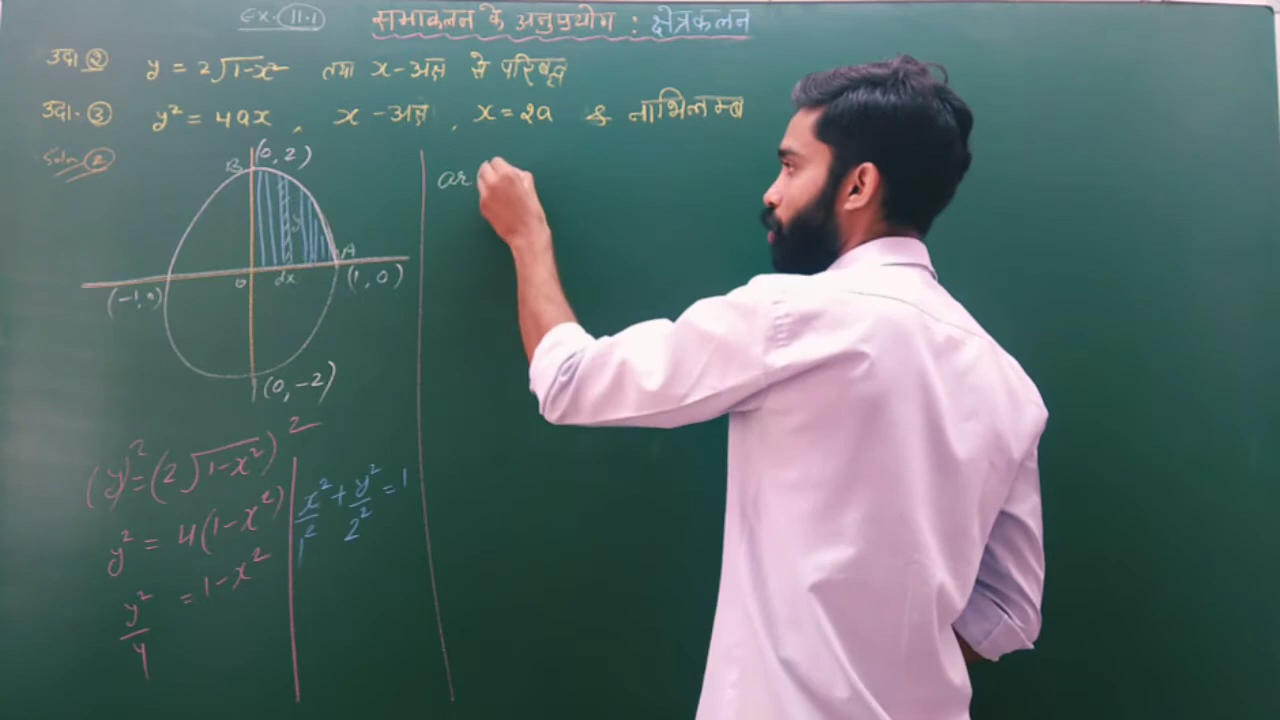 Ex. 11.1 समाकलन के अनुप्रयोग : क्षेत्रकलन
उदा ② y = 2√1-x² तथा x-अक्ष से परिबद्ध
उदा. ③ y² = 4ax , x-अक्ष , x = 2a & नाभिलम्ब
Soln ②
B (0, 2)
y
A
(-1, 0) O dx (1, 0)
(0, -2)
ar
(y)² = (2√1-x²)²
y² = 4(1-x²)
y²/4 = 1-x²
x²/1² + y²/2² = 1